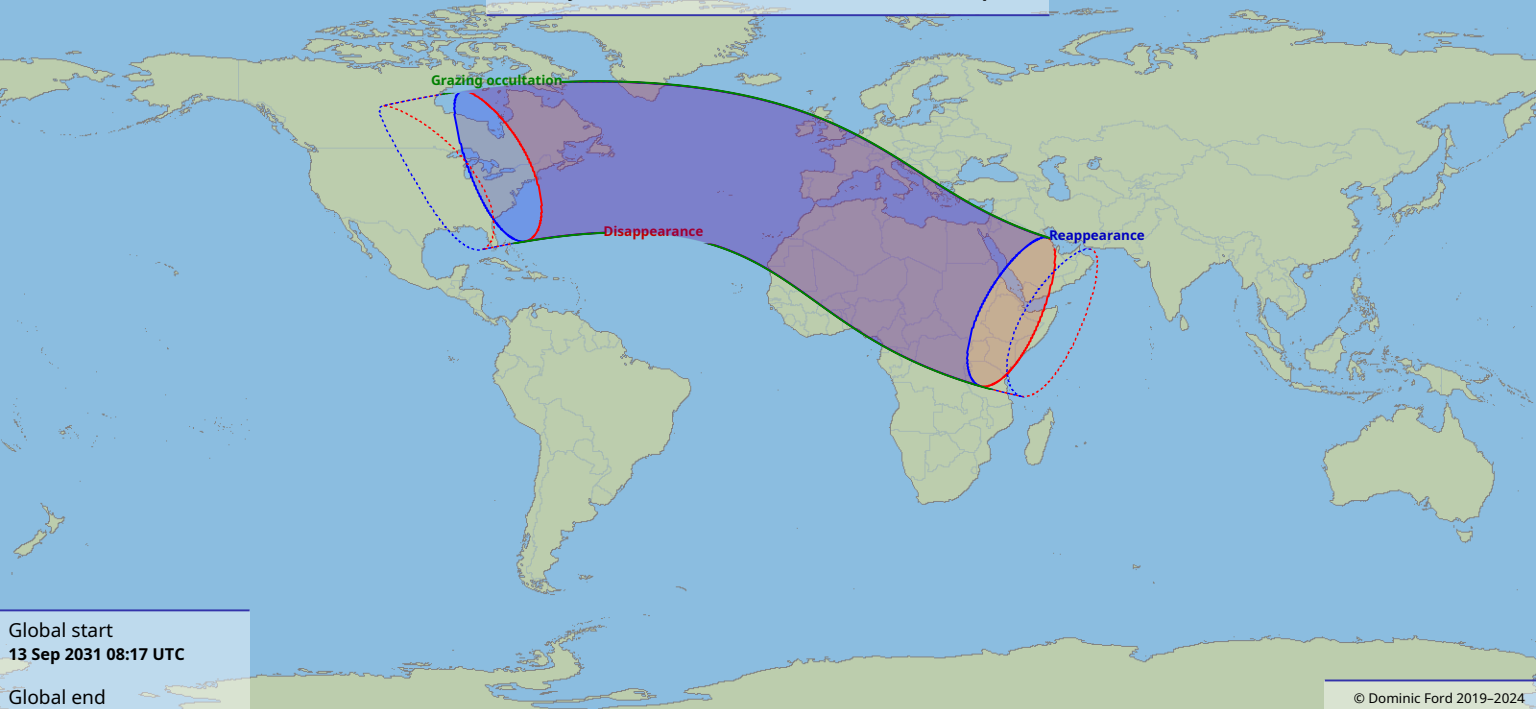 Grazing occultation
Disappearance
Reappearance
Global start
13 Sep 2031 08:17 UTC
Global end
© Dominic Ford 2019–2024